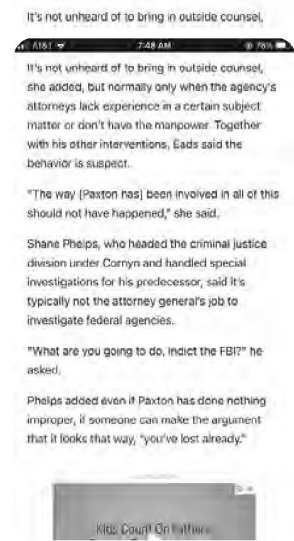 It's not unheard of to bring in outside counsel,
AT&T 7:48 AM 76%
It's not unheard of to bring in outside counsel,
she added, but normally only when the agency's
attorneys lack experience in a certain subject
matter or don't have the manpower. Together
with his other interventions, Eads said the
behavior is suspect.
"The way [Paxton has] been involved in all of this
should not have happened," she said.
Shane Phelps, who headed the criminal justice
division under Cornyn and handled special
investigations for his predecessor, said it's
typically not the attorney general's job to
investigate federal agencies.
"What are you going to do, indict the FBI?" he
asked.
Phelps added even if Paxton has done nothing
improper, if someone can make the argument
that it looks that way, "you've lost already."
Kids Count On Fathers